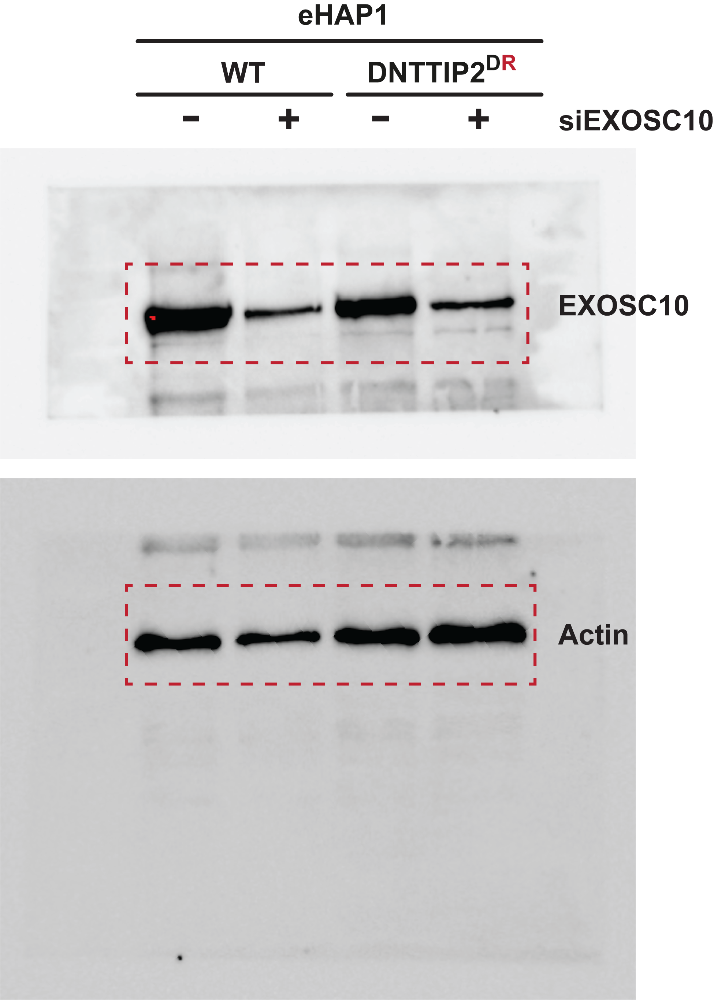 eHAP1
WT DNTTIP2DR
- + - + siEXOSC10
EXOSC10
Actin